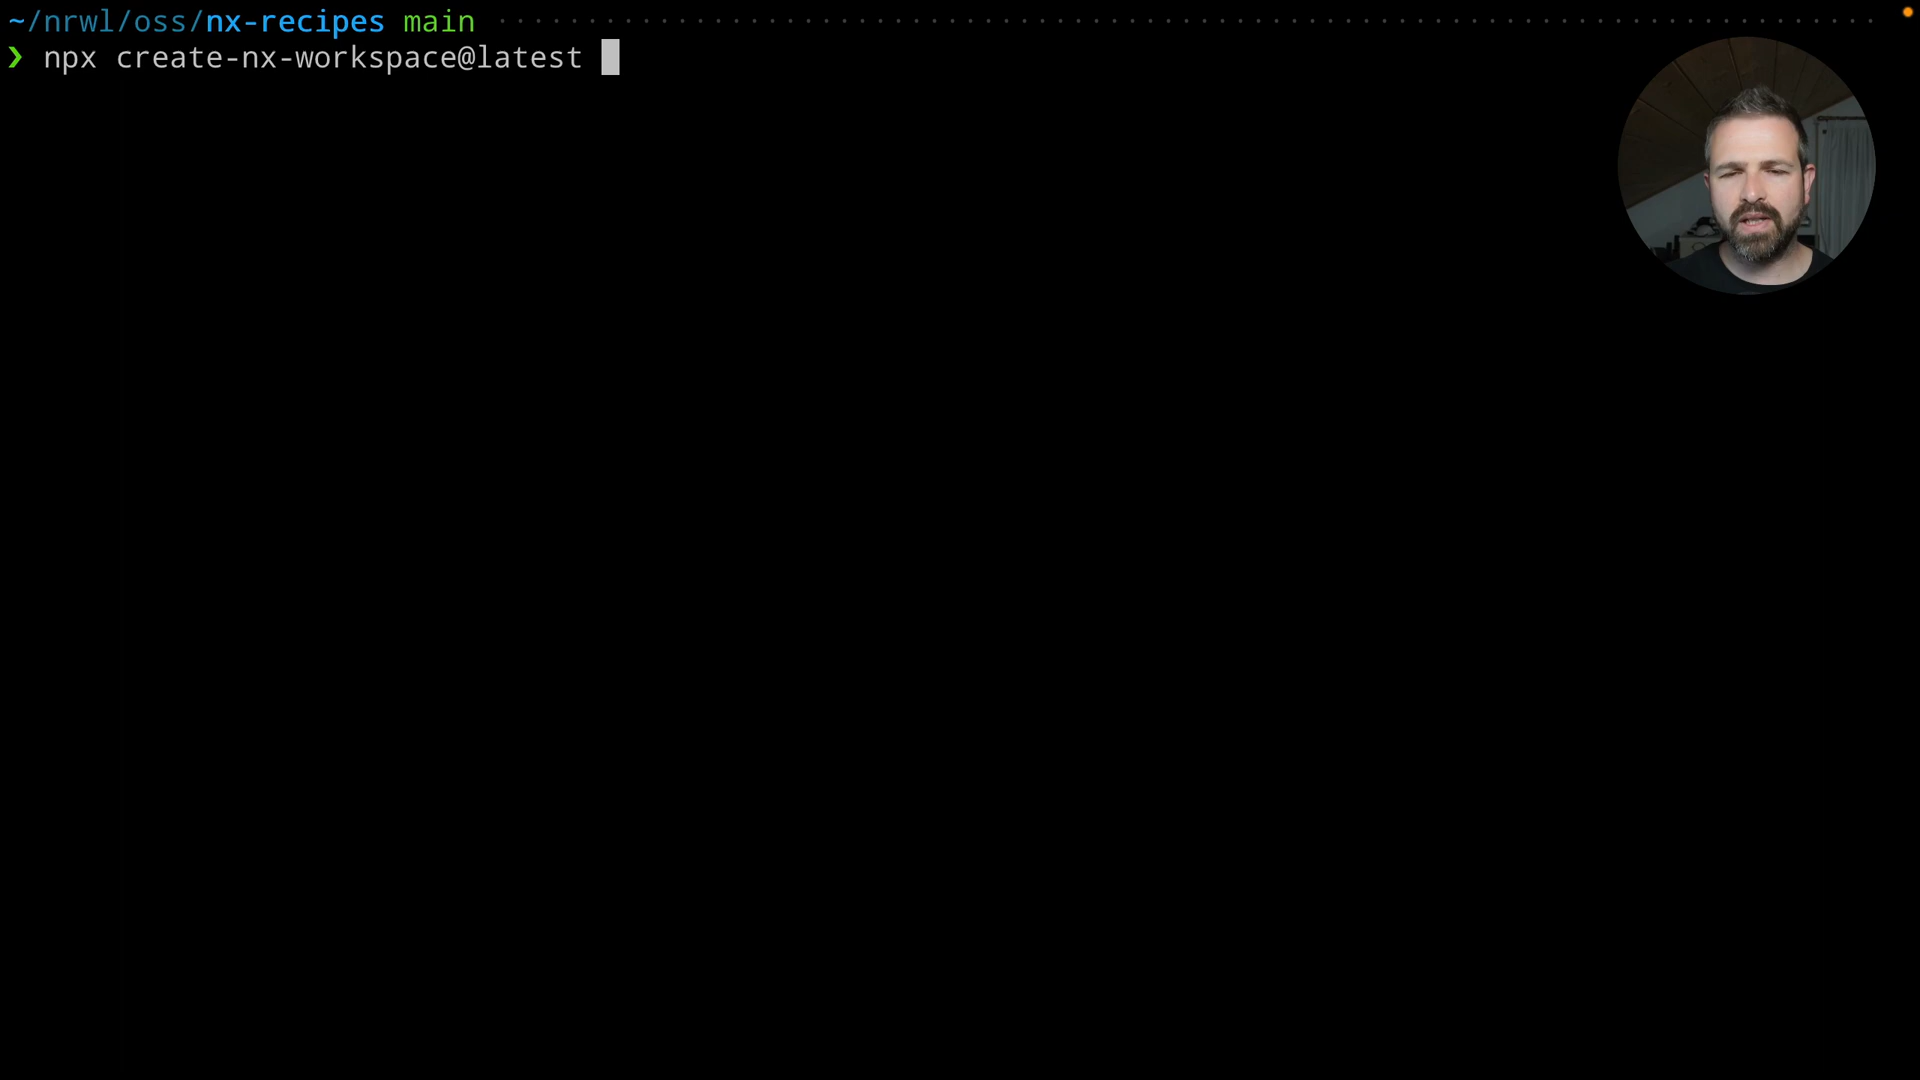 ~/nrwl/oss/nx-recipes main
❯ npx create-nx-workspace@latest